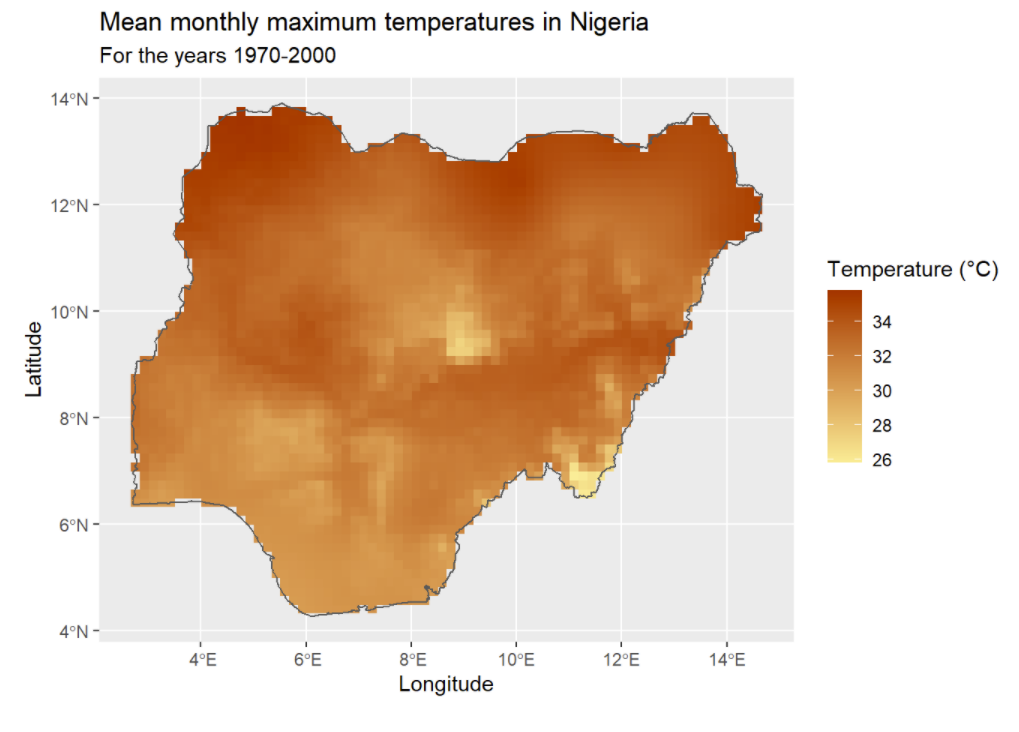 Mean monthly maximum temperatures in Nigeria
For the years 1970-2000
14°N
12°N
10°N
8°N
6°N
4°N
Latitude
4°E 6°E 8°E 10°E 12°E 14°E
Longitude
Temperature (°C)
34
32
30
28
26